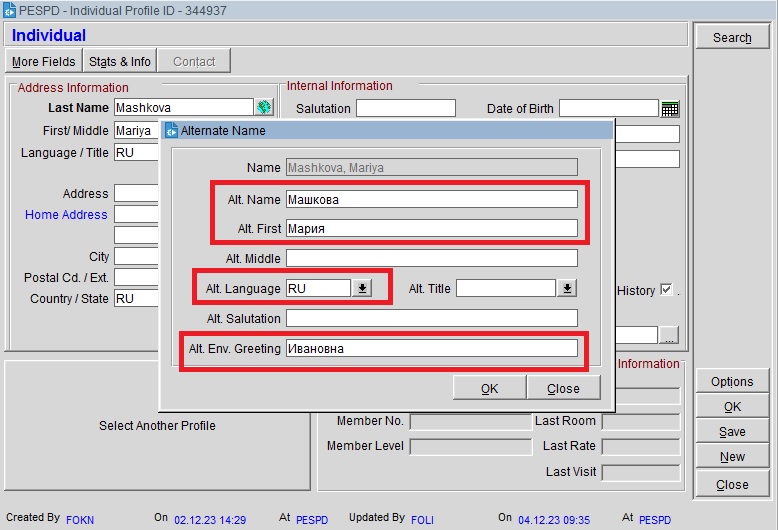 PESPD - Individual Profile ID - 344937
Individual
Search
More Fields Stats & Info Contact
Address Information
Internal Information
Last Name Mashkova
Salutation
Date of Birth
First/ Middle Mariya
Language / Title RU
Address
Home Address
City
Postal Cd. / Ext.
Country / State RU
Alternate Name
Name Mashkova, Mariya
Alt. Name Машкова
Alt. First Мария
Alt. Middle
Alt. Language RU Alt. Title
Alt. Salutation
Alt. Env. Greeting Ивановна
OK Close
History
...
Information
Select Another Profile
Member No.
Last Room
Member Level
Last Rate
Last Visit
Options
OK
Save
New
Close
Created By FOKN On 02.12.23 14:29 At PESPD Updated By FOLI On 04.12.23 09:35 At PESPD